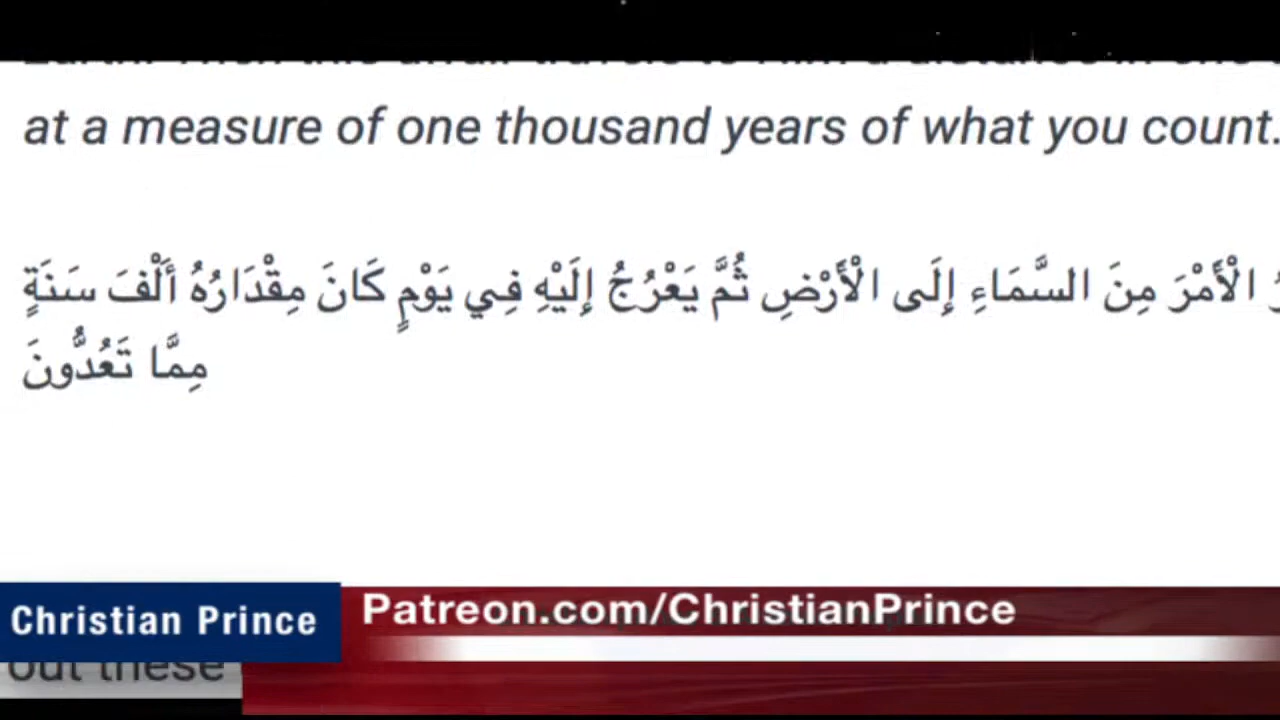 at a measure of one thousand years of what you count.
الْأَمْرَ مِنَ السَّمَاءِ إِلَى الْأَرْضِ ثُمَّ يَعْرُجُ إِلَيْهِ فِي يَوْمٍ كَانَ مِقْدَارُهُ أَلْفَ سَنَةٍ
مِمَّا تَعُدُّونَ
Christian Prince
Patreon.com/ChristianPrince
out these